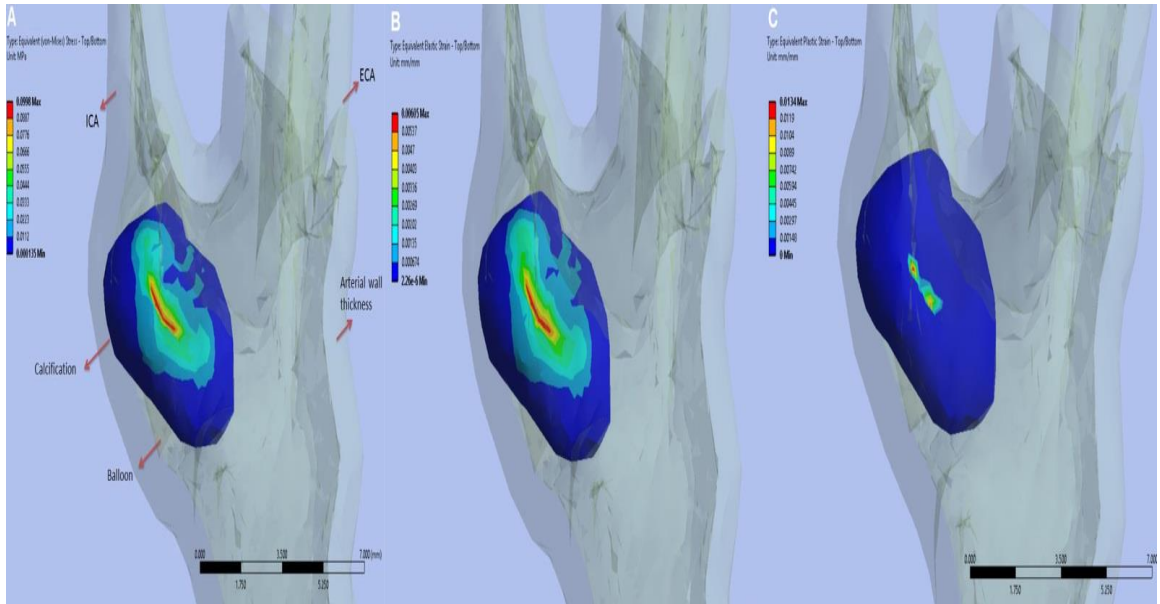 A
Type: Equivalent (von-Mises) Stress - Top/Bottom
Unit: MPa
0.0998 Max
0.0887
0.0776
0.0666
0.0555
0.0444
0.0333
0.0223
0.0112
0.000135 Min
ICA
ECA
Arterial wall
thickness
Calcification
Balloon
0.000
3.500
7.000 (mm)
1.750
5.250
B
Type: Equivalent Elastic Strain - Top/Bottom
Unit: mm/mm
0.00605 Max
0.00537
0.0047
0.00403
0.00336
0.00269
0.00202
0.00135
0.000674
2.26e-6 Min
C
Type: Equivalent Plastic Strain - Top/Bottom
Unit: mm/mm
0.0134 Max
0.0119
0.0104
0.0089
0.00742
0.00594
0.00445
0.00297
0.00148
0 Min
0.000
3.500
7.000
1.750
5.250